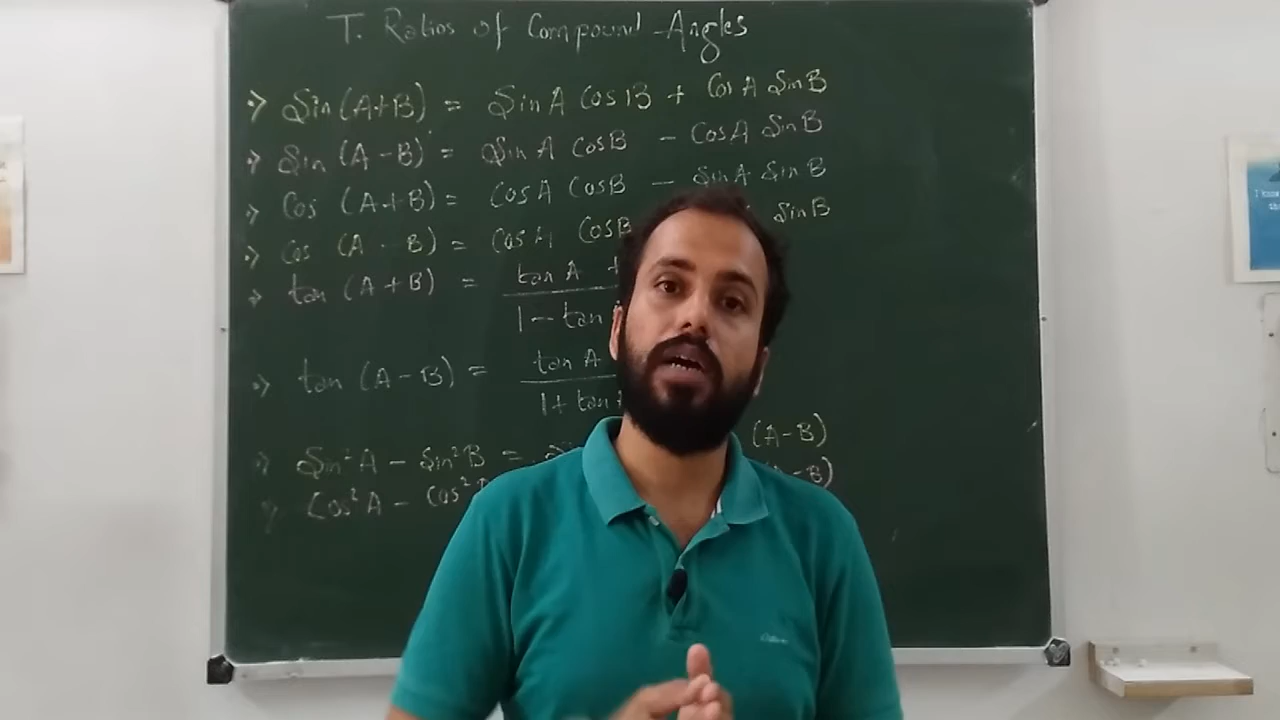 T. Ratios of Compound Angles
Sin (A+B) = Sin A Cos B + Cos A Sin B
Sin (A - B) = Sin A Cos B - Cos A Sin B
Cos (A+B) = Cos A Cos B - Sin A Sin B
Cos (A - B) = Cos A Cos B Sin B
tan (A+B) = tan A +
1 - tan
tan (A - B) = tan A
1 + tan
Sin²A - Sin²B = (A-B)
Cos²A - Cos² -B)
I know